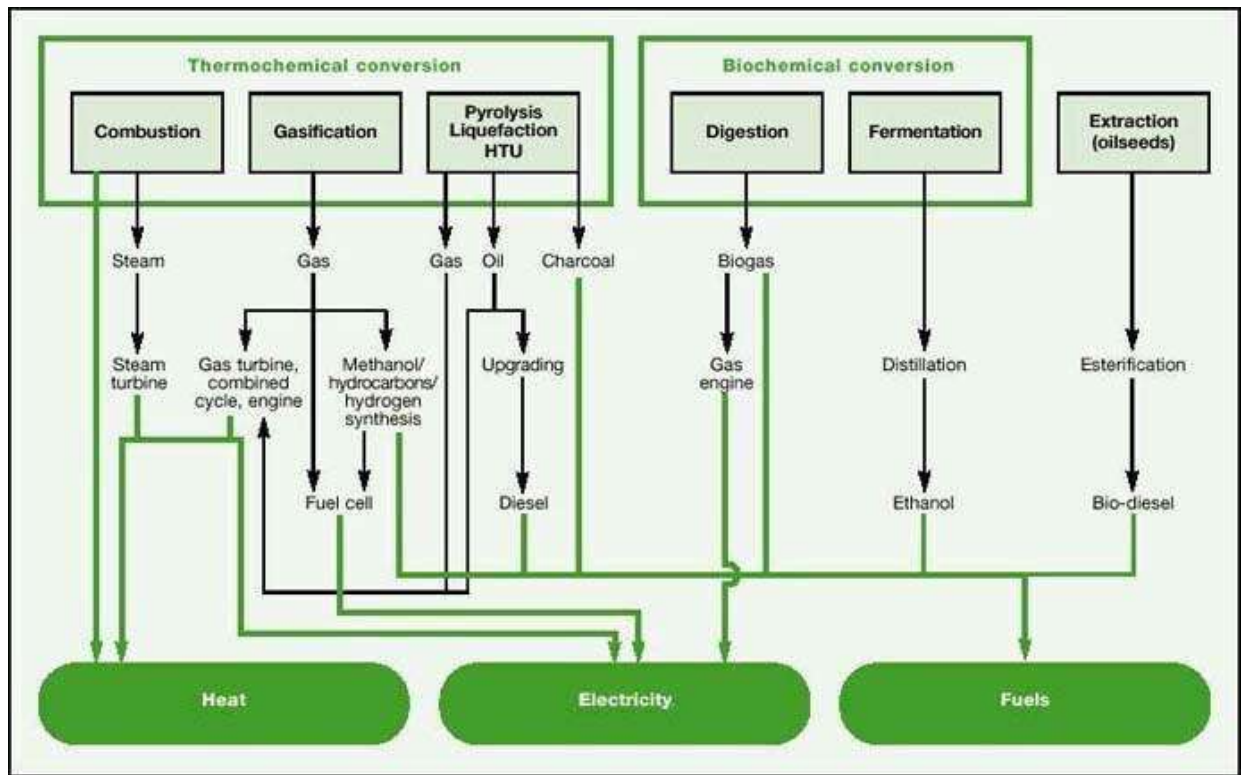 Thermochemical conversion
Biochemical conversion
Combustion
Gasification
Pyrolysis
Liquefaction
HTU
Digestion
Fermentation
Extraction
(oilseeds)
Steam
Gas
Gas
Oil
Charcoal
Biogas
Steam
turbine
Gas turbine,
combined
cycle, engine
Methanol/
hydrocarbons/
hydrogen
synthesis
Upgrading
Gas
engine
Distillation
Esterification
Fuel cell
Diesel
Ethanol
Bio-diesel
Heat
Electricity
Fuels